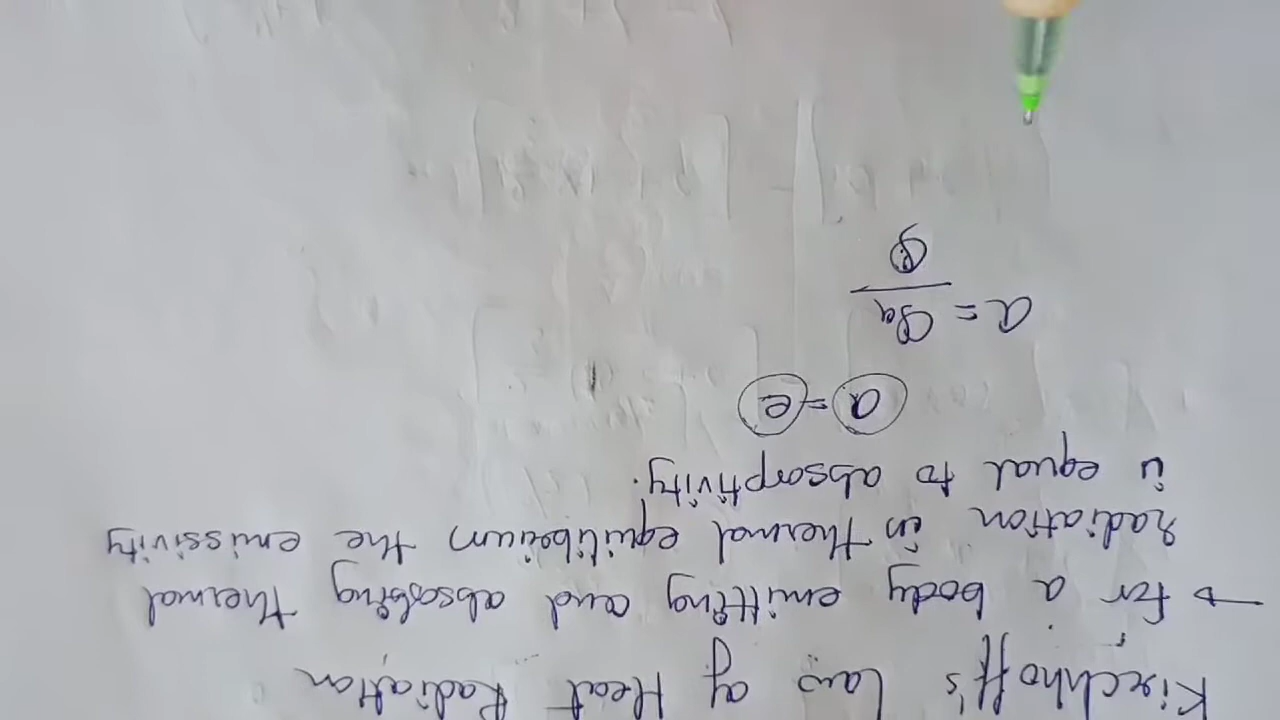 Kirchhoff's Law of Heat Radiation
→ for a body emitting and absorbing thermal
radiation in thermal equilibrium the emissivity
is equal to absorptivity.
a = e
a = Qa
Q